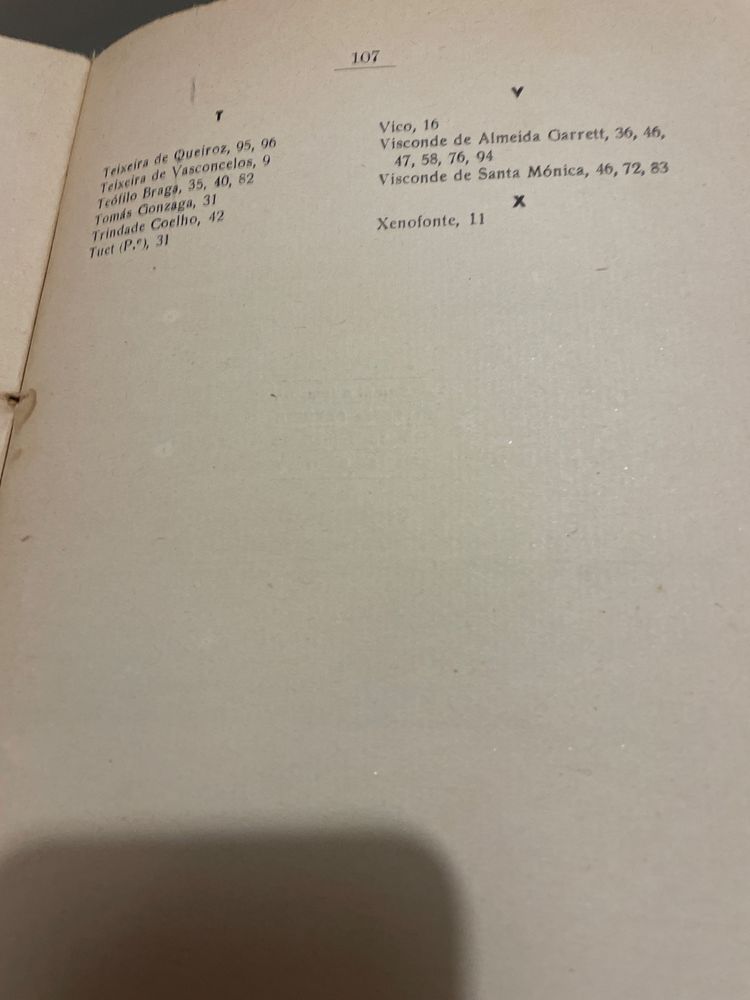 107
T
Teixeira de Queiroz, 95, 96
Teixeira de Vasconcelos, 9
Teófilo Braga, 35, 40, 82
Tomás Gonzaga, 31
Trindade Coelho, 42
Tuet (P.e), 31
V
Vico, 16
Visconde de Almeida Garrett, 36, 46,
47, 58, 76, 94
Visconde de Santa Mónica, 46, 72, 83
X
Xenofonte, 11